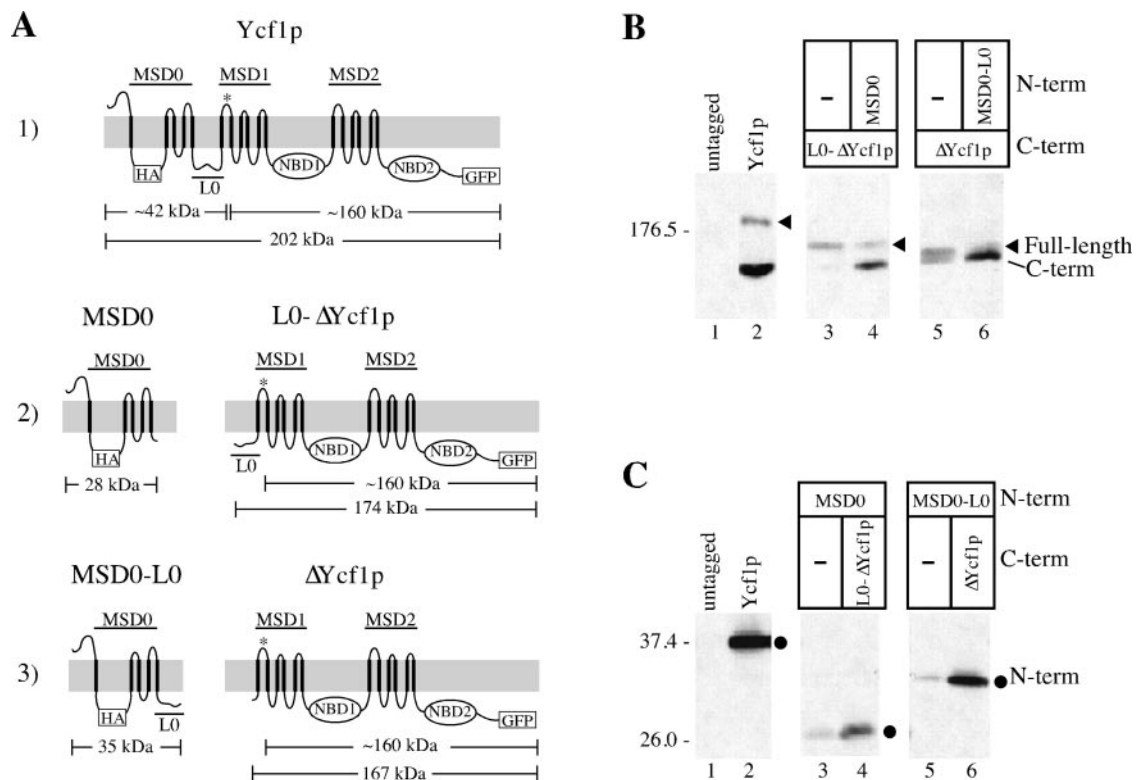 A
Ycf1p
MSD0 MSD1 MSD2
*
1)
HA L0 NBD1 NBD2 GFP
~42 kDa ~160 kDa
202 kDa
MSD0 L0-ΔYcf1p
MSD0 MSD1 MSD2
*
2)
HA L0 NBD1 NBD2 GFP
28 kDa ~160 kDa
174 kDa
MSD0-L0 ΔYcf1p
MSD0 MSD1 MSD2
*
3)
HA L0 NBD1 NBD2 GFP
35 kDa ~160 kDa
167 kDa
B
untagged Ycf1p – MSD0 – MSD0-L0 N-term
L0-ΔYcf1p ΔYcf1p C-term
176.5 -
Full-length
C-term
1 2 3 4 5 6
C
MSD0 MSD0-L0 N-term
untagged Ycf1p – L0-ΔYcf1p – ΔYcf1p C-term
37.4 -
N-term
26.0 -
1 2 3 4 5 6